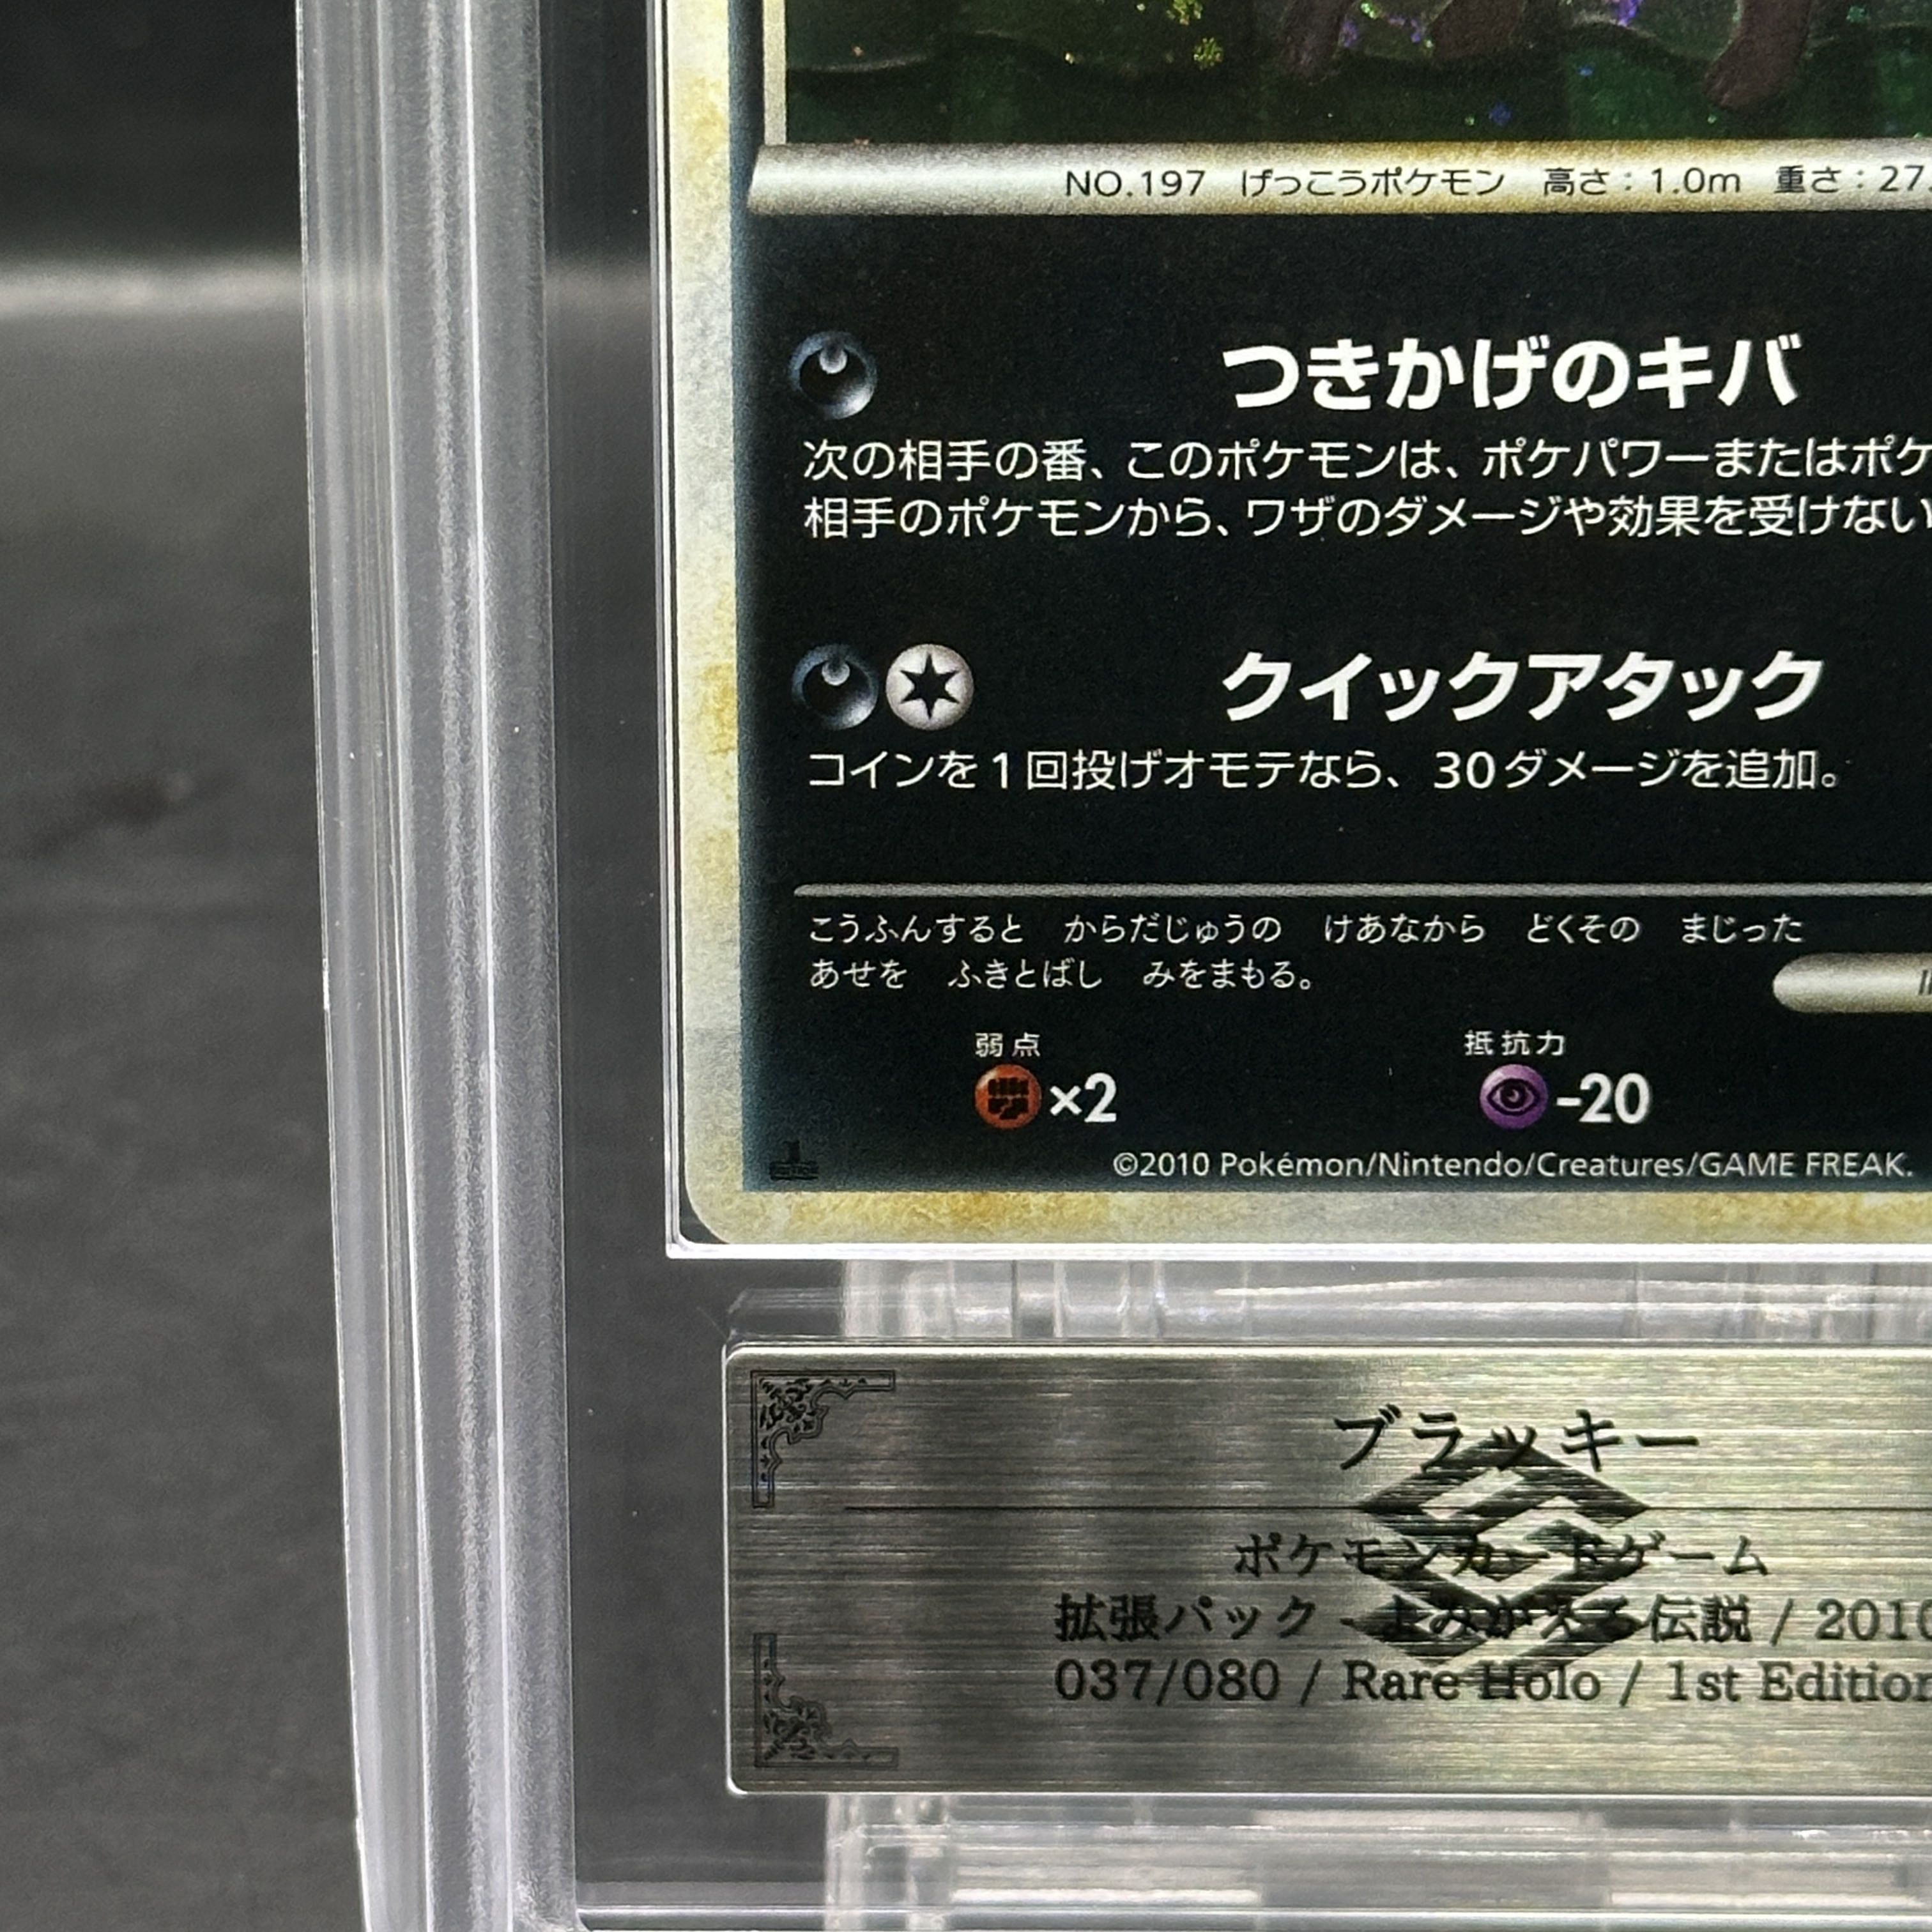 NO.197 げっこうポケモン 高さ：1.0m 重さ：27
つきかげのキバ
次の相手の番、このポケモンは、ポケパワーまたはポケ
相手のポケモンから、ワザのダメージや効果を受けない
クイックアタック
コインを1回投げオモテなら、30ダメージを追加。
こうふんすると からだじゅうの けあなから どくその まじった
あせを ふきとばし みをまもる。
弱点 抵抗力
×2 -20
©2010 Pokémon/Nintendo/Creatures/GAME FREAK.
ブラッキー
ポケモンカードゲーム
拡張パック - よみがえる伝説 / 2010
037/080 / Rare Holo / 1st Edition